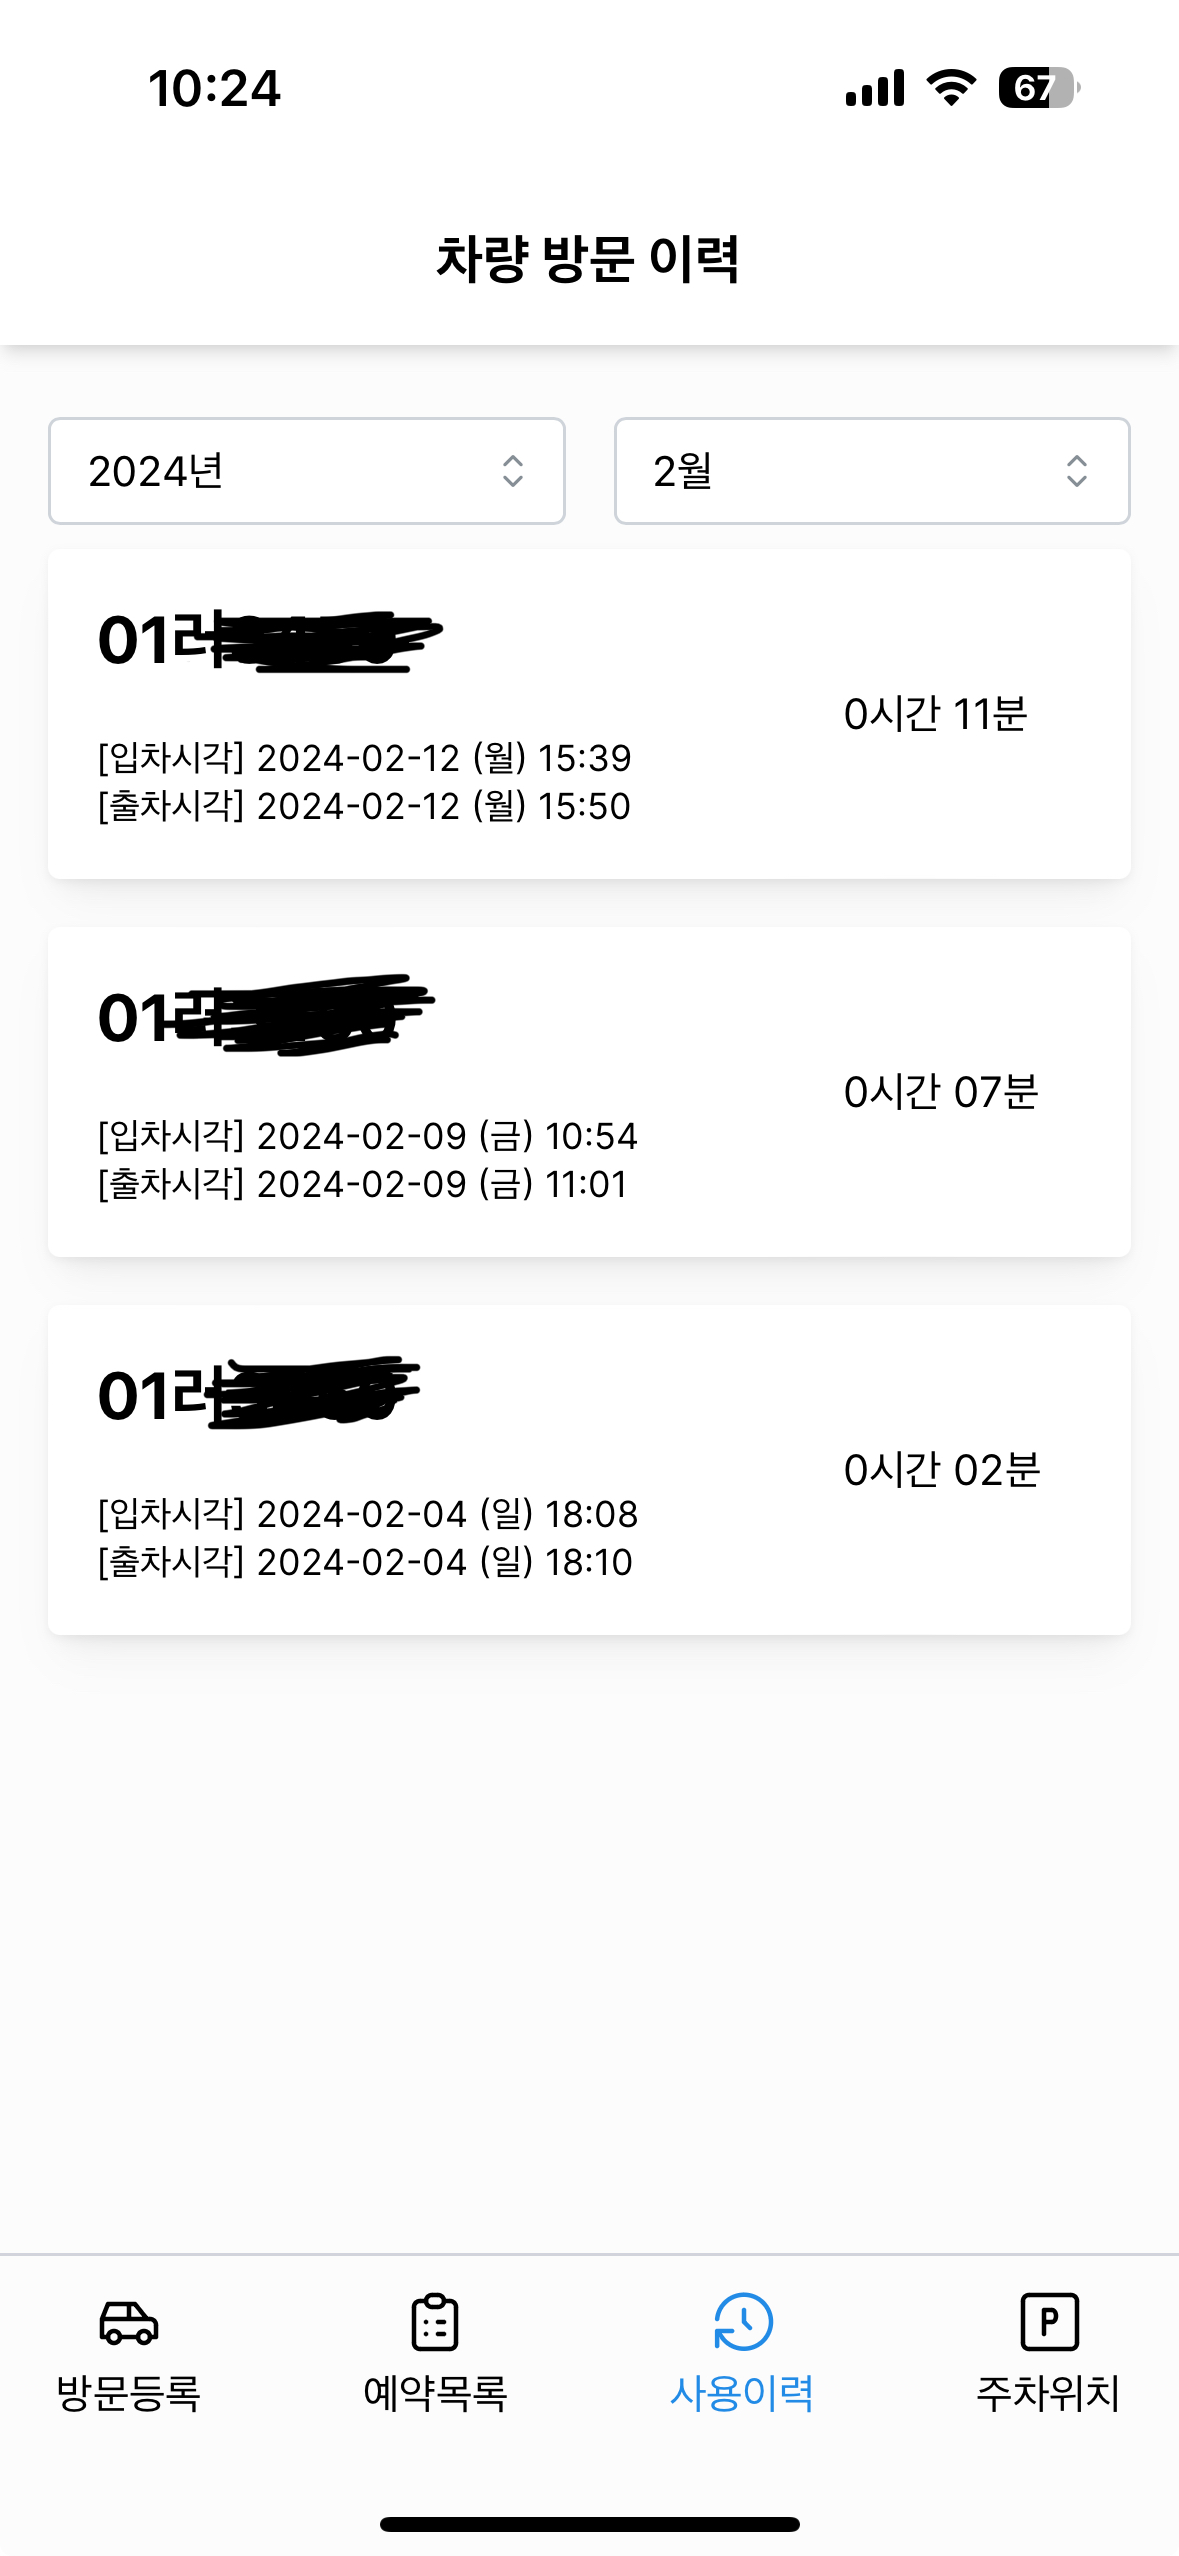 10:24
67
차량 방문 이력
2024년
2월
01러
0시간 11분
[입차시각] 2024-02-12 (월) 15:39
[출차시각] 2024-02-12 (월) 15:50
01러
0시간 07분
[입차시각] 2024-02-09 (금) 10:54
[출차시각] 2024-02-09 (금) 11:01
01러
0시간 02분
[입차시각] 2024-02-04 (일) 18:08
[출차시각] 2024-02-04 (일) 18:10
P
방문등록 예약목록 사용이력 주차위치